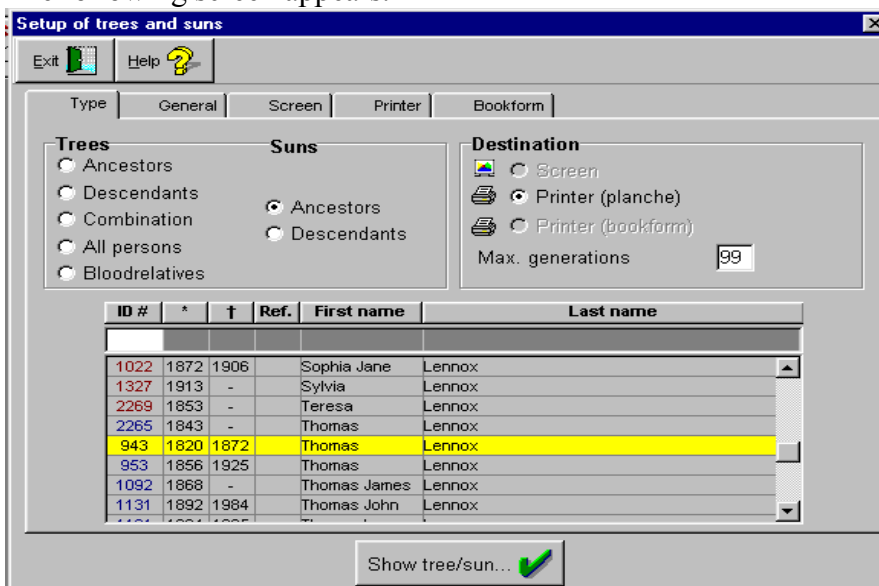 Setup of trees and suns
Exit Help
Type General Screen Printer Bookform
Trees Suns Destination
Ancestors
Descendants
Combination
All persons
Bloodrelatives
Ancestors
Descendants
Screen
Printer (planche)
Printer (bookform)
Max. generations 99
ID # * † Ref. First name Last name
1022 1872 1906 Sophia Jane Lennox
1327 1913 - Sylvia Lennox
2269 1853 - Teresa Lennox
2265 1843 - Thomas Lennox
943 1820 1872 Thomas Lennox
953 1856 1925 Thomas Lennox
1092 1868 - Thomas James Lennox
1131 1892 1984 Thomas John Lennox
Show tree/sun...